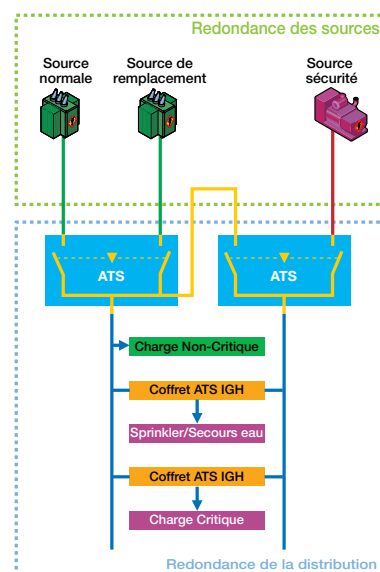 Redondance des sources
Source
normale
Source de
remplacement
Source
sécurité
ATS
ATS
Charge Non-Critique
Coffret ATS IGH
Sprinkler/Secours eau
Coffret ATS IGH
Charge Critique
Redondance de la distribution